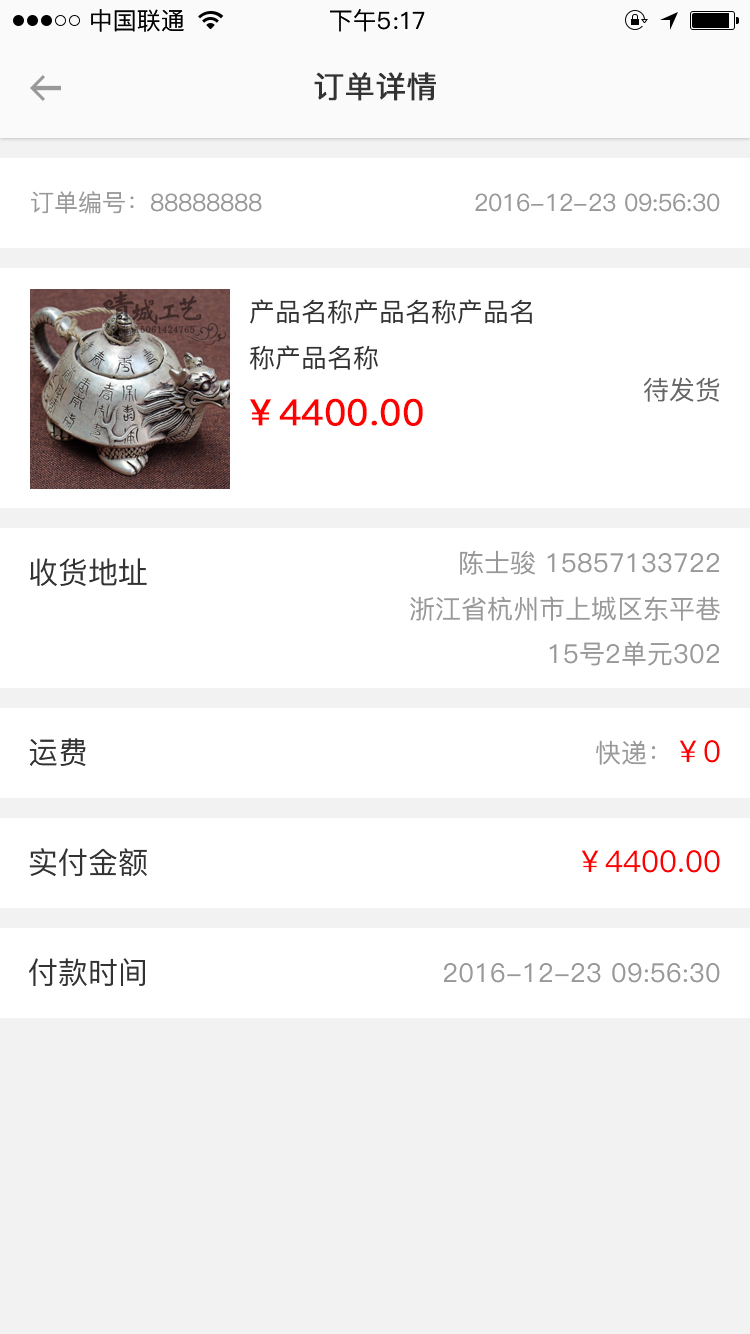 中国联通
下午5:17
订单详情
订单编号：88888888
2016-12-23 09:56:30
晴城工艺
产品名称产品名称产品名
称产品名称
¥4400.00
待发货
收货地址
陈士骏 15857133722
浙江省杭州市上城区东平巷
15号2单元302
运费
快递：¥0
实付金额
¥4400.00
付款时间
2016-12-23 09:56:30